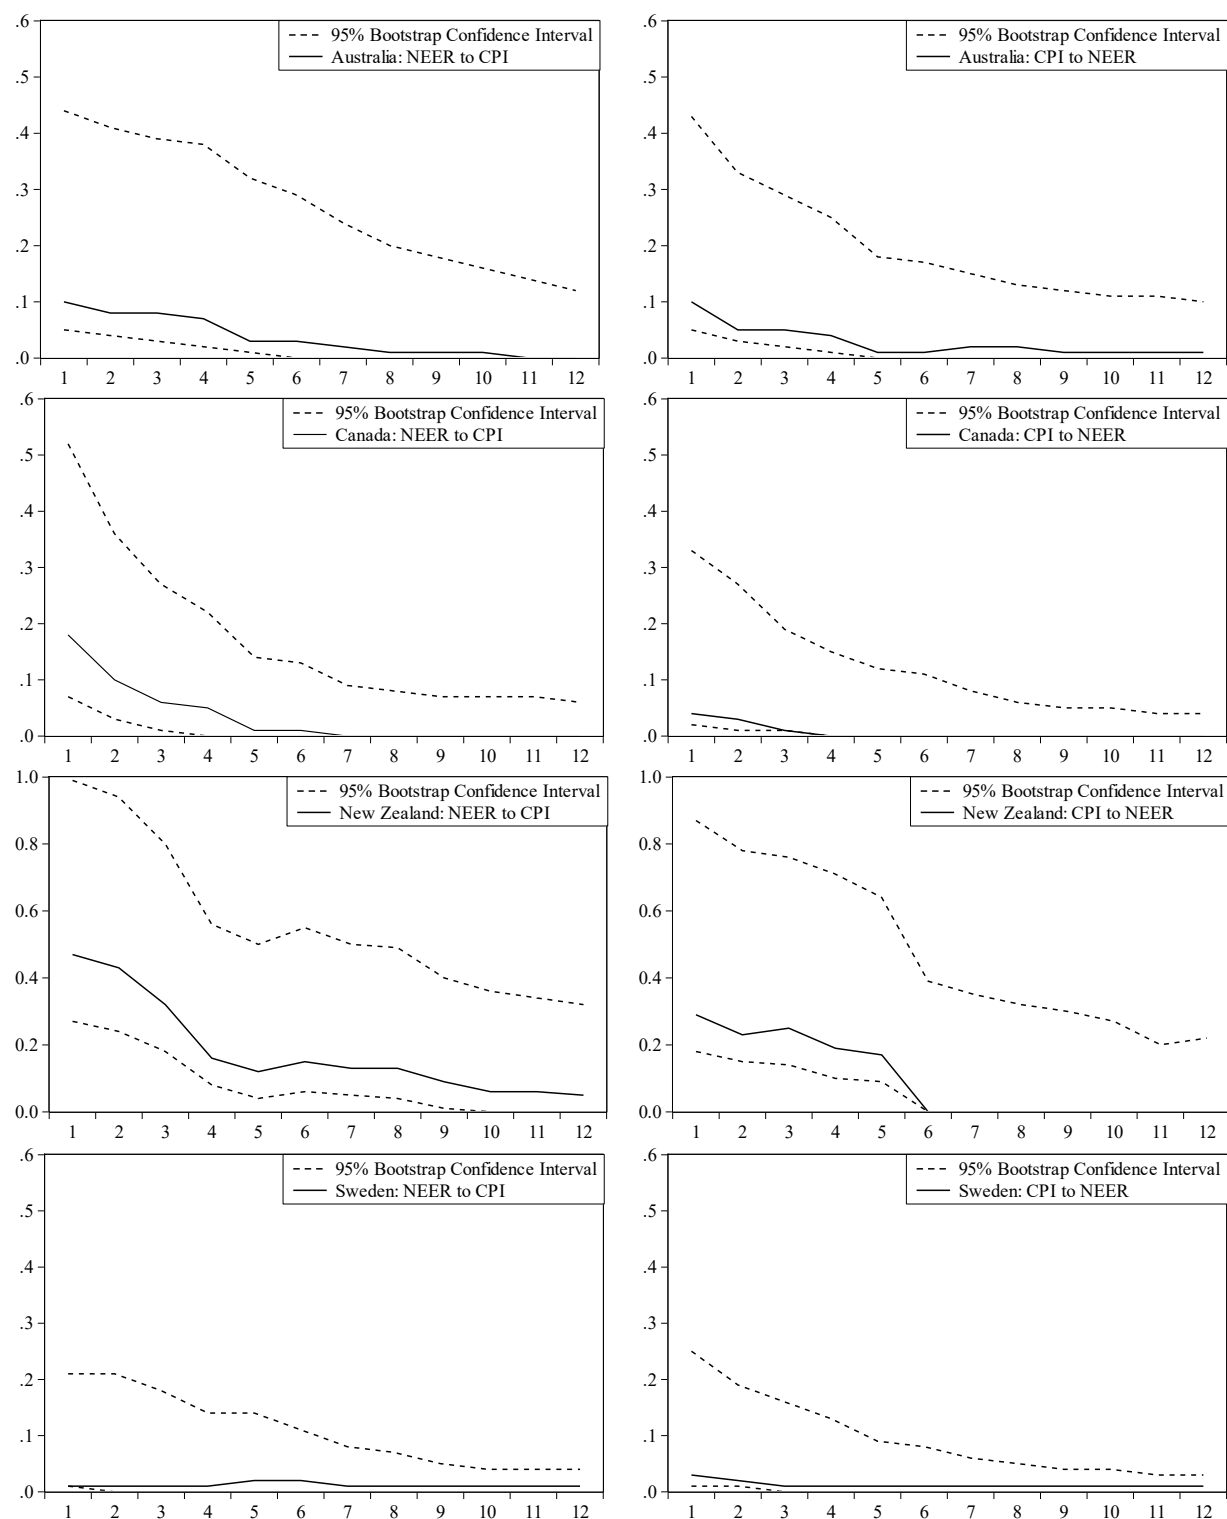 .6
95% Bootstrap Confidence Interval
Australia: NEER to CPI
.5
.4
.3
.2
.1
.0
1 2 3 4 5 6 7 8 9 10 11 12
.6
95% Bootstrap Confidence Interval
Australia: CPI to NEER
.5
.4
.3
.2
.1
.0
1 2 3 4 5 6 7 8 9 10 11 12
.6
95% Bootstrap Confidence Interval
Canada: NEER to CPI
.5
.4
.3
.2
.1
.0
1 2 3 4 5 6 7 8 9 10 11 12
.6
95% Bootstrap Confidence Interval
Canada: CPI to NEER
.5
.4
.3
.2
.1
.0
1 2 3 4 5 6 7 8 9 10 11 12
1.0
95% Bootstrap Confidence Interval
New Zealand: NEER to CPI
0.8
0.6
0.4
0.2
0.0
1 2 3 4 5 6 7 8 9 10 11 12
1.0
95% Bootstrap Confidence Interval
New Zealand: CPI to NEER
0.8
0.6
0.4
0.2
0.0
1 2 3 4 5 6 7 8 9 10 11 12
.6
95% Bootstrap Confidence Interval
Sweden: NEER to CPI
.5
.4
.3
.2
.1
.0
1 2 3 4 5 6 7 8 9 10 11 12
.6
95% Bootstrap Confidence Interval
Sweden: CPI to NEER
.5
.4
.3
.2
.1
.0
1 2 3 4 5 6 7 8 9 10 11 12